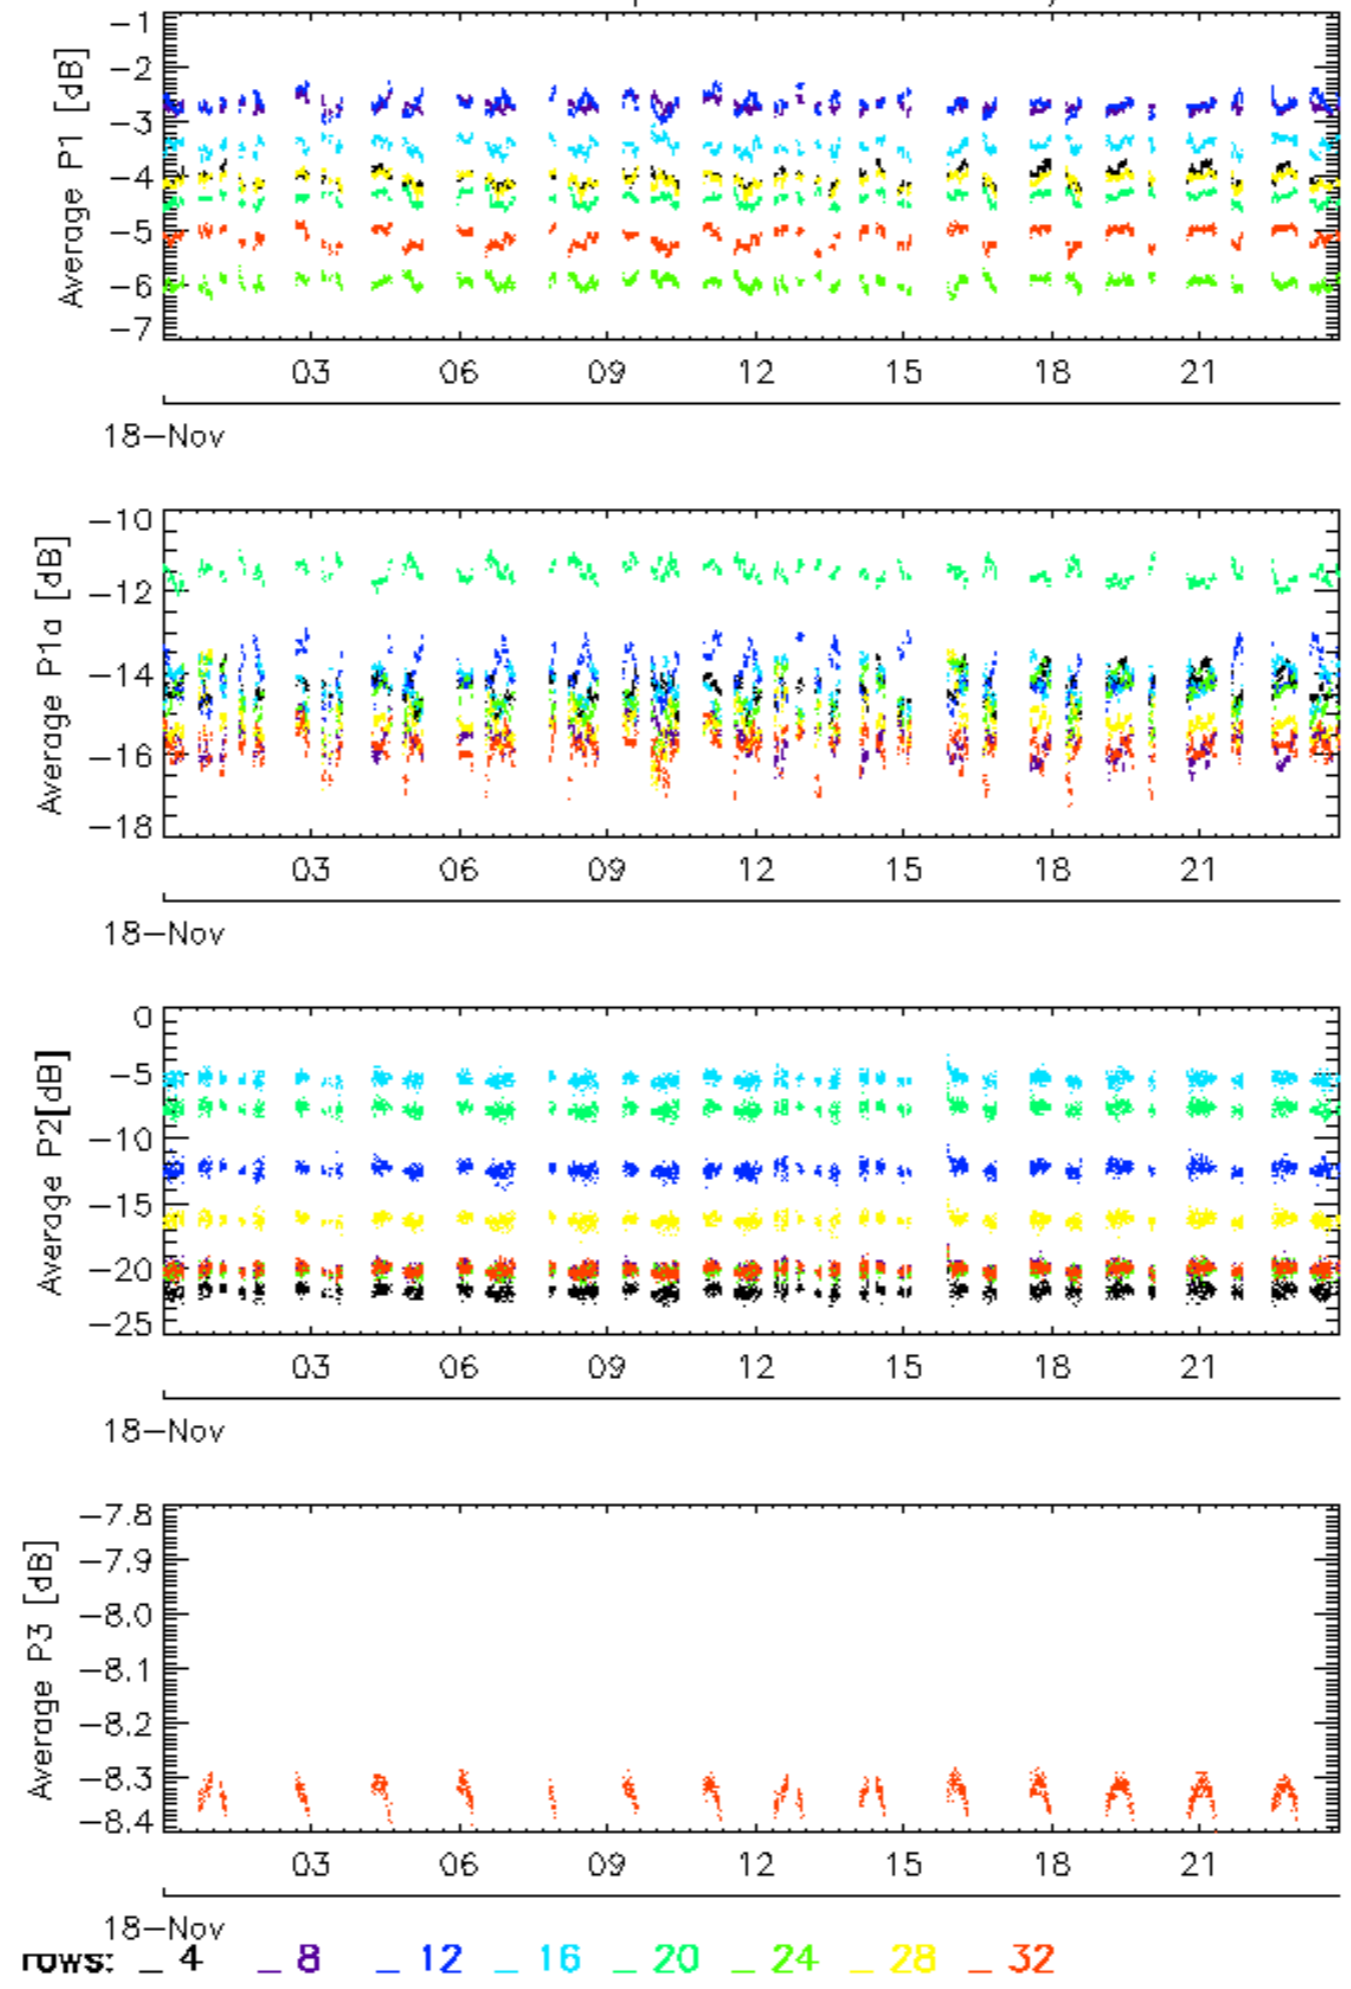 Average P1 [dB]
-1
-2
-3
-4
-5
-6
-7
03 06 09 12 15 18 21
18-Nov
Average P1a [dB]
-10
-12
-14
-16
-18
03 06 09 12 15 18 21
18-Nov
Average P2[dB]
0
-5
-10
-15
-20
-25
03 06 09 12 15 18 21
18-Nov
Average P3 [dB]
-7.8
-7.9
-8.0
-8.1
-8.2
-8.3
-8.4
03 06 09 12 15 18 21
18-Nov
rows: _ 4 _ 8 _ 12 _ 16 _ 20 _ 24 _ 28 _ 32